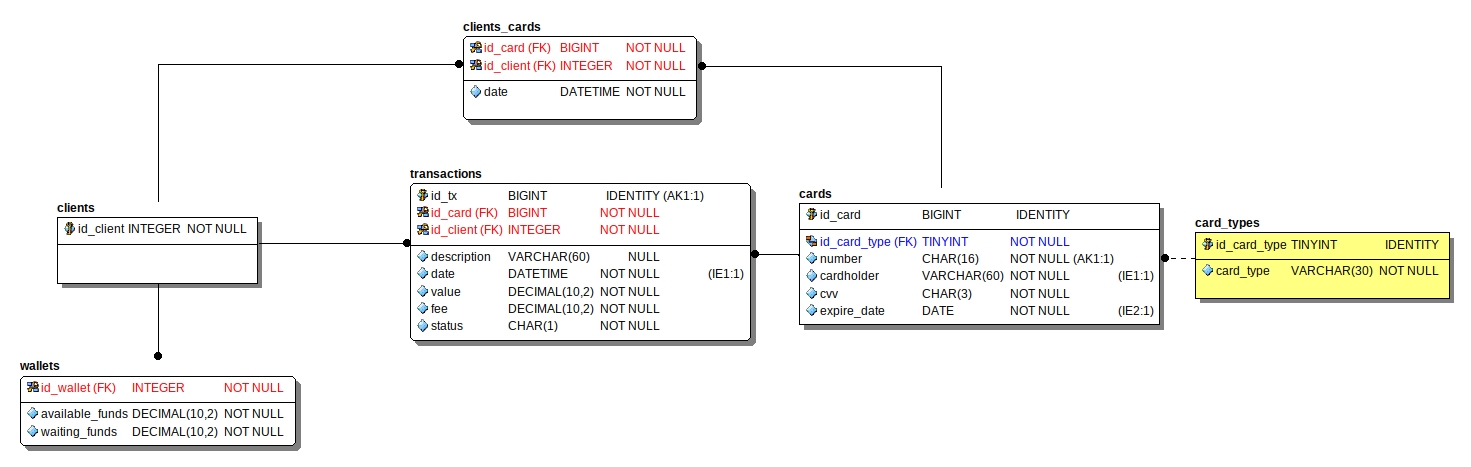 clients_cards
id_card (FK) BIGINT NOT NULL
id_client (FK) INTEGER NOT NULL
date DATETIME NOT NULL
transactions
id_tx BIGINT IDENTITY (AK1:1)
id_card (FK) BIGINT NOT NULL
id_client (FK) INTEGER NOT NULL
description VARCHAR(60) NULL
date DATETIME NOT NULL (IE1:1)
value DECIMAL(10,2) NOT NULL
fee DECIMAL(10,2) NOT NULL
status CHAR(1) NOT NULL
cards
id_card BIGINT IDENTITY
id_card_type (FK) TINYINT NOT NULL
number CHAR(16) NOT NULL (AK1:1)
cardholder VARCHAR(60) NOT NULL (IE1:1)
cvv CHAR(3) NOT NULL
expire_date DATE NOT NULL (IE2:1)
clients
id_client INTEGER NOT NULL
card_types
id_card_type TINYINT IDENTITY
card_type VARCHAR(30) NOT NULL
wallets
id_wallet (FK) INTEGER NOT NULL
available_funds DECIMAL(10,2) NOT NULL
waiting_funds DECIMAL(10,2) NOT NULL